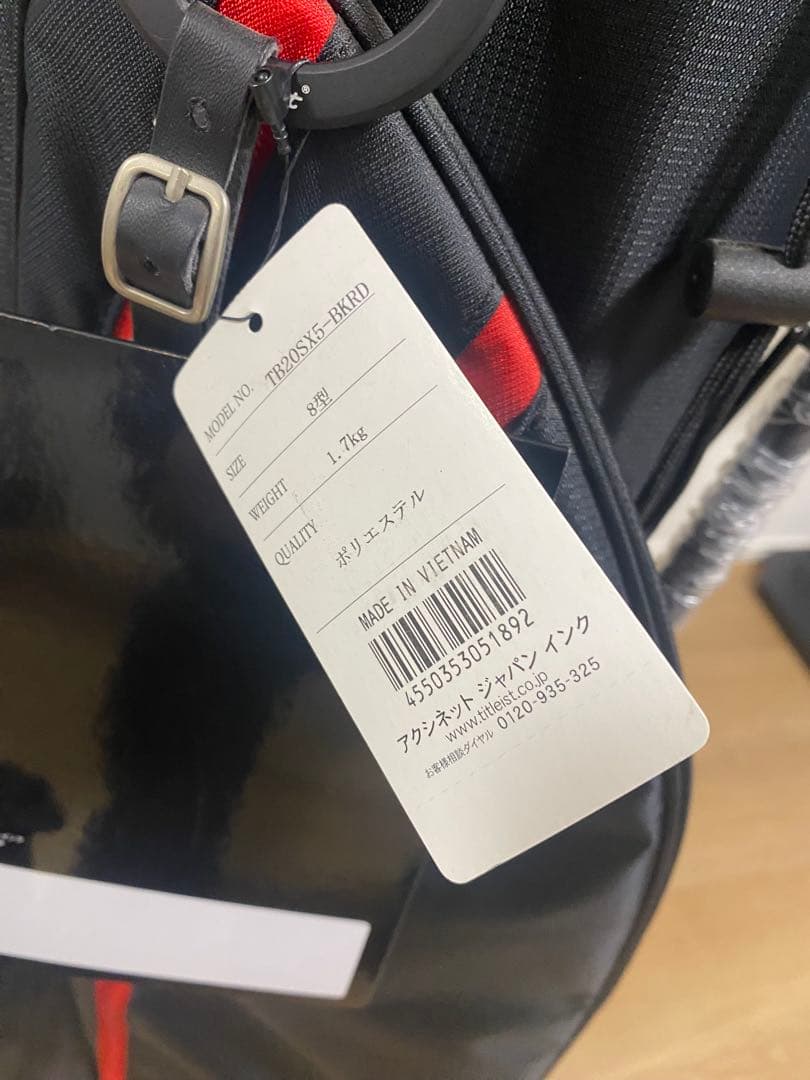 t®
MODEL NO. TB20SX5-BKRD
SIZE 8型
WEIGHT 1.7kg
QUALITY ポリエステル
MADE IN VIETNAM
4550353051892
アクシネット ジャパン インク
www.titleist.co.jp
お客様相談ダイヤル 0120-935-325